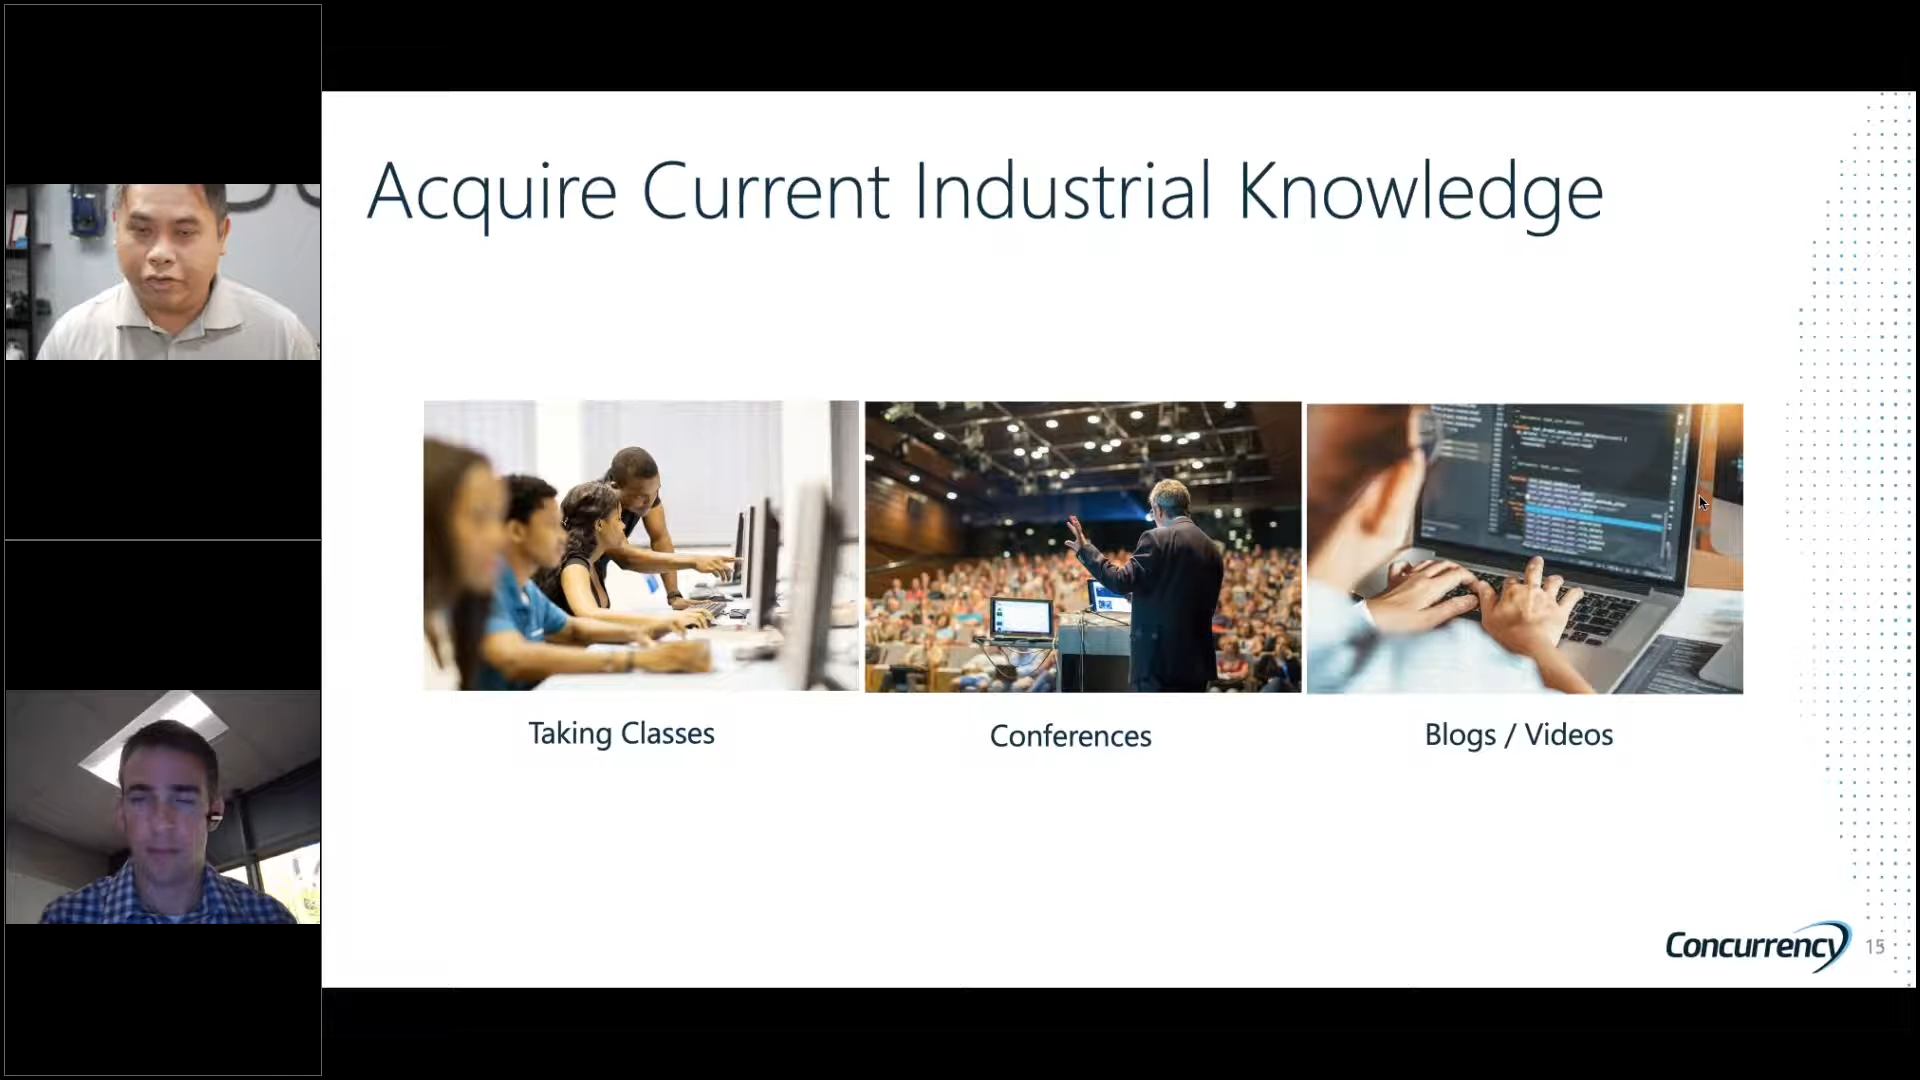 Acquire Current Industrial Knowledge
Taking Classes
Conferences
Blogs / Videos
Concurrency
15